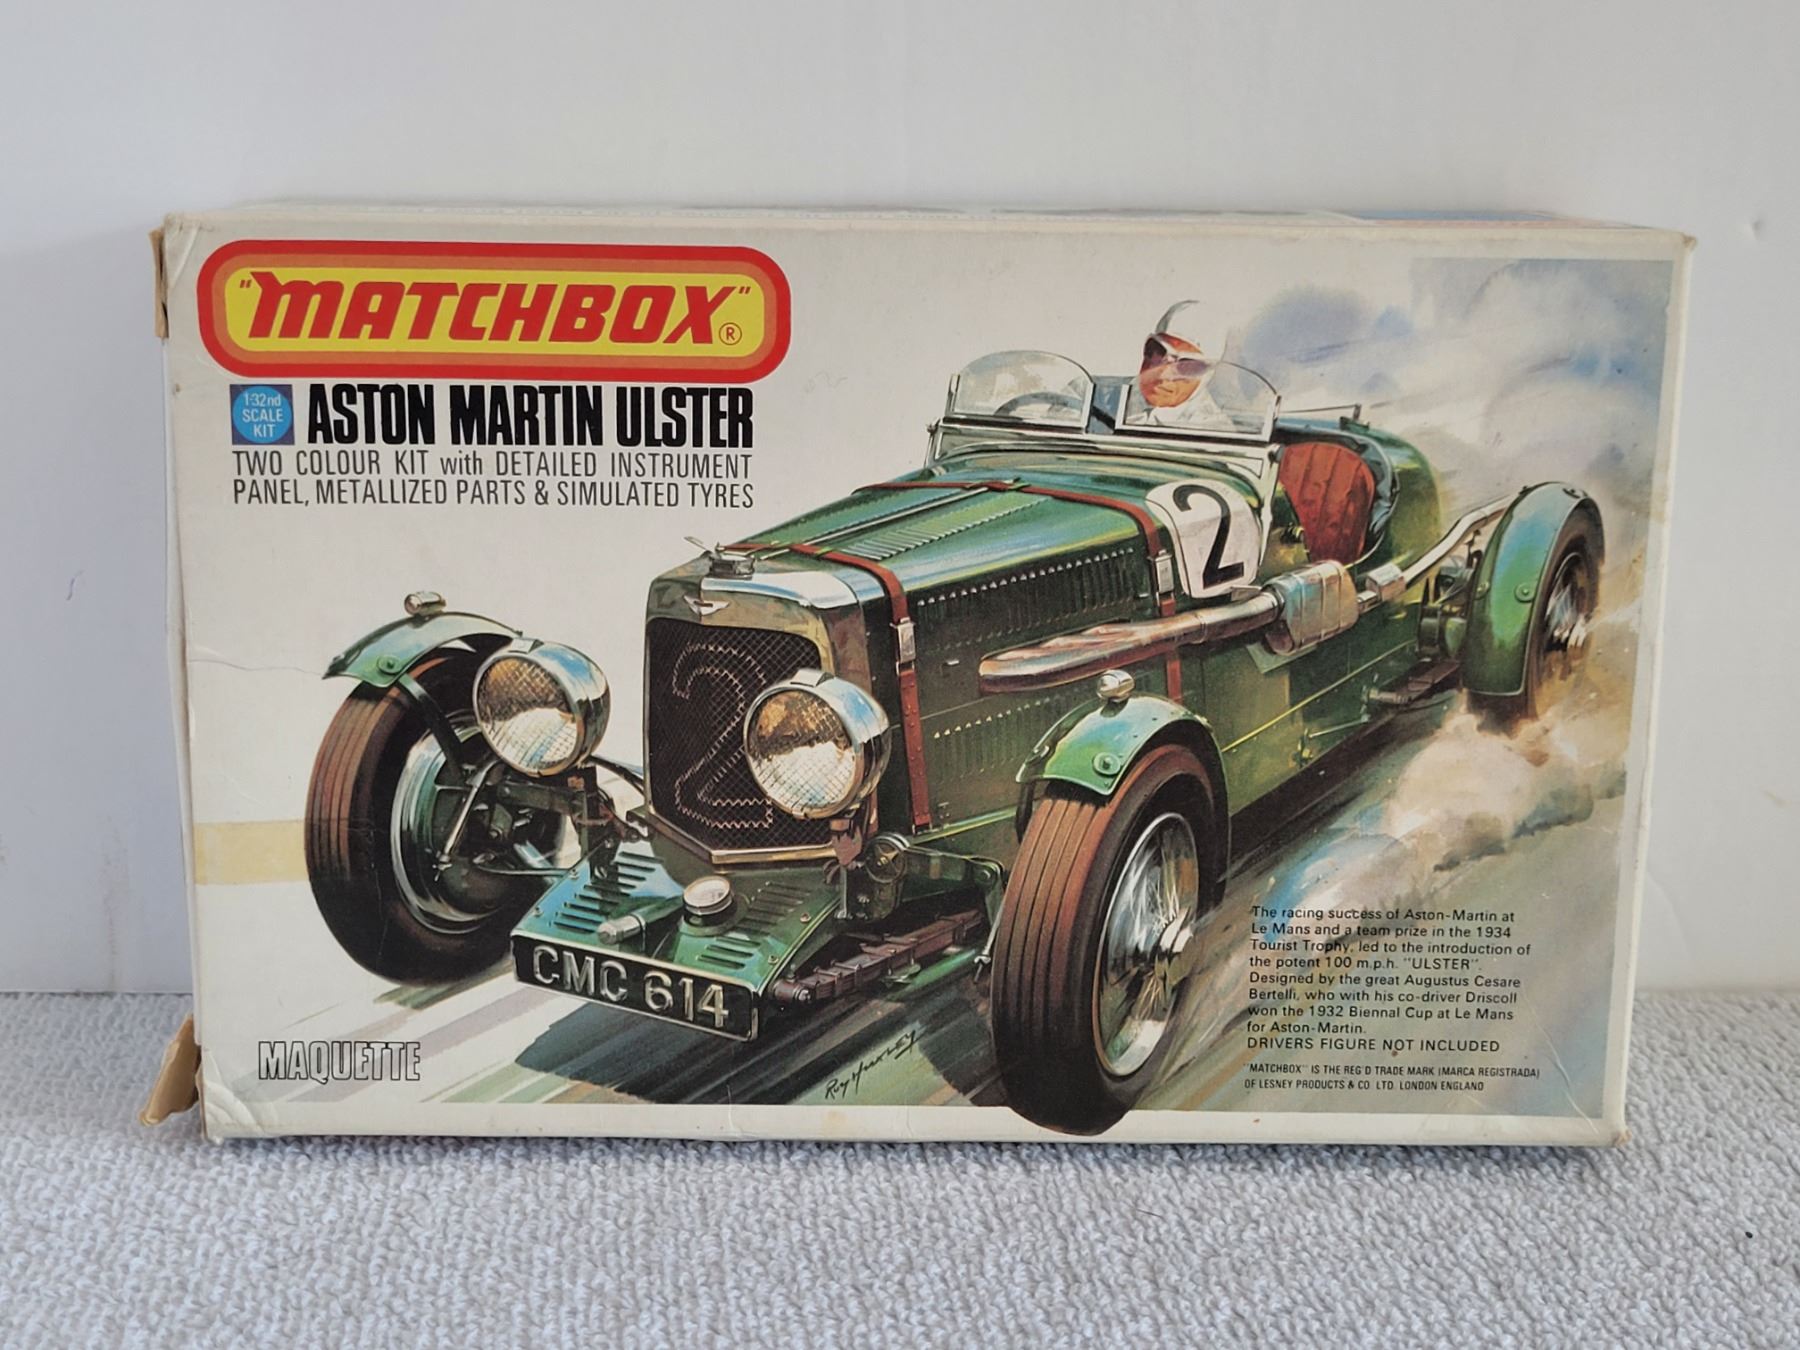 "MATCHBOX"®
1:32nd
SCALE
KIT
ASTON MARTIN ULSTER
TWO COLOUR KIT with DETAILED INSTRUMENT
PANEL, METALLIZED PARTS & SIMULATED TYRES
2
2
CMC 614
MAQUETTE
Roy Huxley
The racing success of Aston-Martin at
Le Mans and a team prize in the 1934
Tourist Trophy, led to the introduction of
the potent 100 m.p.h. "ULSTER".
Designed by the great Augustus Cesare
Bertelli, who with his co-driver Driscoll
won the 1932 Biennal Cup at Le Mans
for Aston-Martin.
DRIVERS FIGURE NOT INCLUDED
"MATCHBOX" IS THE REG'D TRADE MARK (MARCA REGISTRADA)
OF LESNEY PRODUCTS & CO. LTD. LONDON ENGLAND